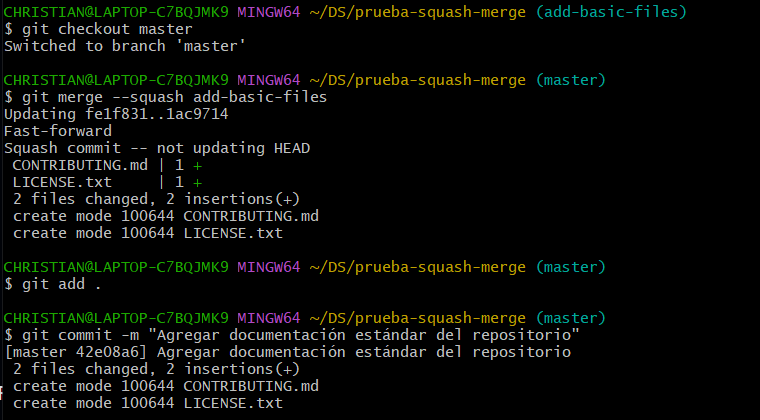 CHRISTIAN@LAPTOP-C7BQJMK9 MINGW64 ~/DS/prueba-squash-merge (add-basic-files)
$ git checkout master
Switched to branch 'master'
CHRISTIAN@LAPTOP-C7BQJMK9 MINGW64 ~/DS/prueba-squash-merge (master)
$ git merge --squash add-basic-files
Updating fe1f831..1ac9714
Fast-forward
Squash commit -- not updating HEAD
 CONTRIBUTING.md | 1 +
 LICENSE.txt     | 1 +
 2 files changed, 2 insertions(+)
 create mode 100644 CONTRIBUTING.md
 create mode 100644 LICENSE.txt
CHRISTIAN@LAPTOP-C7BQJMK9 MINGW64 ~/DS/prueba-squash-merge (master)
$ git add .
CHRISTIAN@LAPTOP-C7BQJMK9 MINGW64 ~/DS/prueba-squash-merge (master)
$ git commit -m "Agregar documentación estándar del repositorio"
[master 42e08a6] Agregar documentación estándar del repositorio
 2 files changed, 2 insertions(+)
 create mode 100644 CONTRIBUTING.md
 create mode 100644 LICENSE.txt